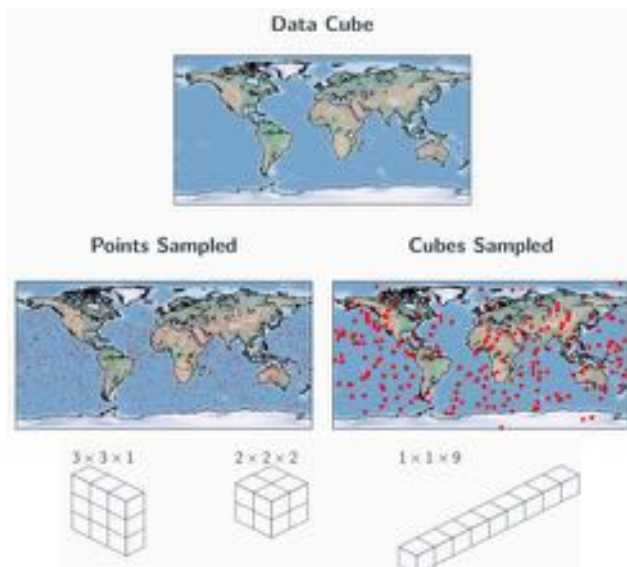 Data Cube
Points Sampled Cubes Sampled
3 × 3 × 1 2 × 2 × 2 1 × 1 × 9